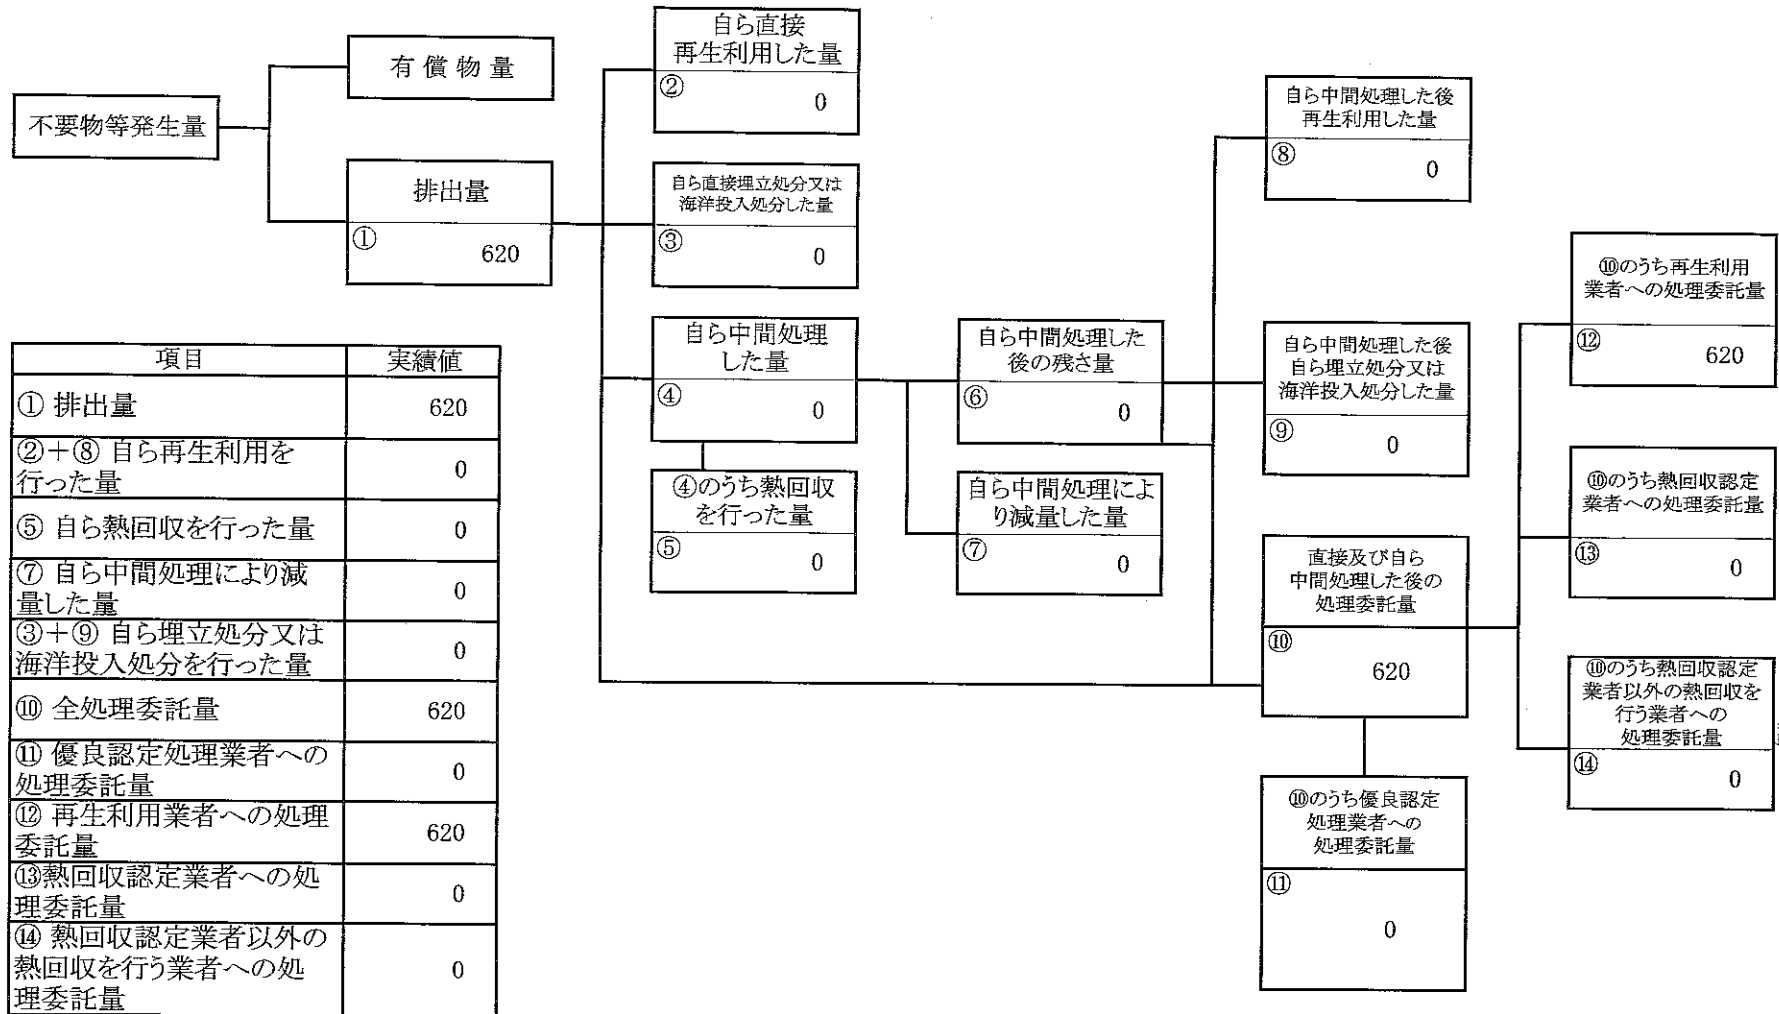 不要物等発生量
有償物量
排出量
①
620
自ら直接
再生利用した量
②
0
自ら直接埋立処分又は
海洋投入処分した量
③
0
自ら中間処理
した量
④
0
④のうち熱回収
を行った量
⑤
0
自ら中間処理した
後の残さ量
⑥
0
自ら中間処理によ
り減量した量
⑦
0
自ら中間処理した後
再生利用した量
⑧
0
自ら中間処理した後
自ら埋立処分又は
海洋投入処分した量
⑨
0
直接及び自ら
中間処理した後の
処理委託量
⑩
620
⑩のうち優良認定
処理業者への
処理委託量
⑪
0
⑩のうち再生利用
業者への処理委託量
⑫
620
⑩のうち熱回収認定
業者への処理委託量
⑬
0
⑩のうち熱回収認定
業者以外の熱回収を
行う業者への
処理委託量
⑭
0
項目 実績値
① 排出量 620
②+⑧ 自ら再生利用を
行った量 0
⑤ 自ら熱回収を行った量 0
⑦ 自ら中間処理により減
量した量 0
③+⑨ 自ら埋立処分又は
海洋投入処分を行った量 0
⑩ 全処理委託量 620
⑪ 優良認定処理業者への
処理委託量 0
⑫ 再生利用業者への処理
委託量 620
⑬熱回収認定業者への処
理委託量 0
⑭ 熱回収認定業者以外の
熱回収を行う業者への処
理委託量 0